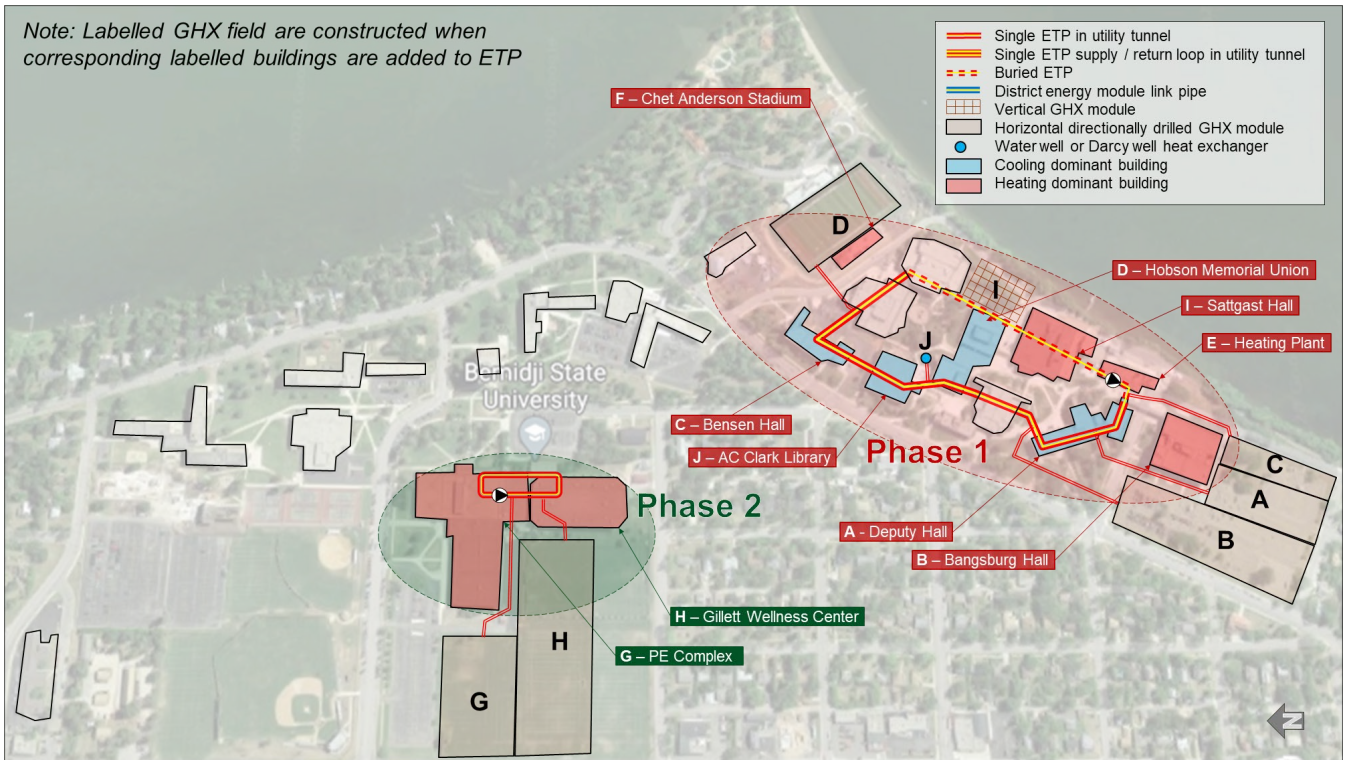 Note: Labelled GHX field are constructed when
corresponding labelled buildings are added to ETP
Single ETP in utility tunnel
Single ETP supply / return loop in utility tunnel
Buried ETP
District energy module link pipe
Vertical GHX module
Horizontal directionally drilled GHX module
Water well or Darcy well heat exchanger
Cooling dominant building
Heating dominant building
F – Chet Anderson Stadium
D
D – Hobson Memorial Union
I
I – Sattgast Hall
J
E – Heating Plant
Bemidji State
University
C – Bensen Hall
J – AC Clark Library
Phase 1
C
A
B
Phase 2
A - Deputy Hall
B – Bangsburg Hall
H – Gillett Wellness Center
H
G – PE Complex
G
N